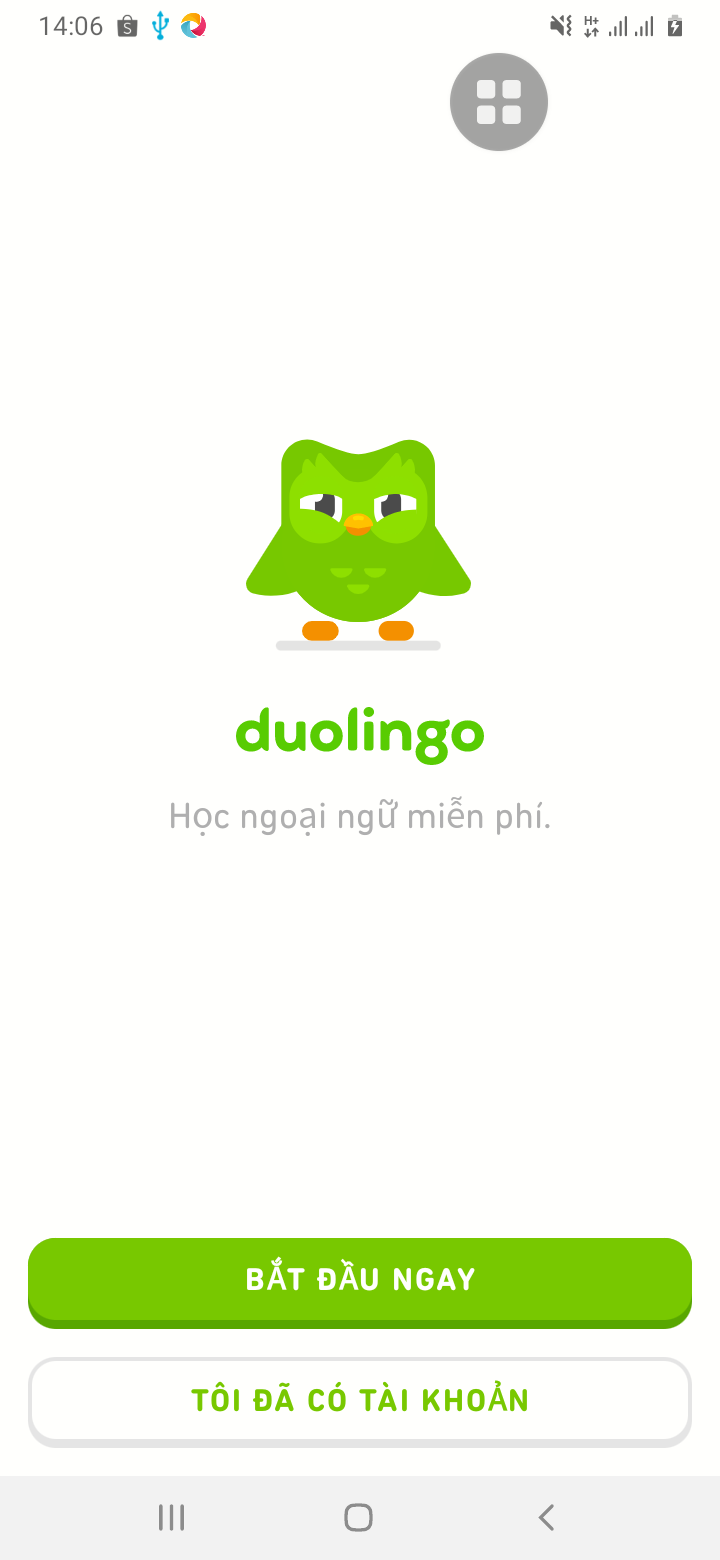 14:06
duolingo
Học ngoại ngữ miễn phí.
BẮT ĐẦU NGAY
TÔI ĐÃ CÓ TÀI KHOẢN